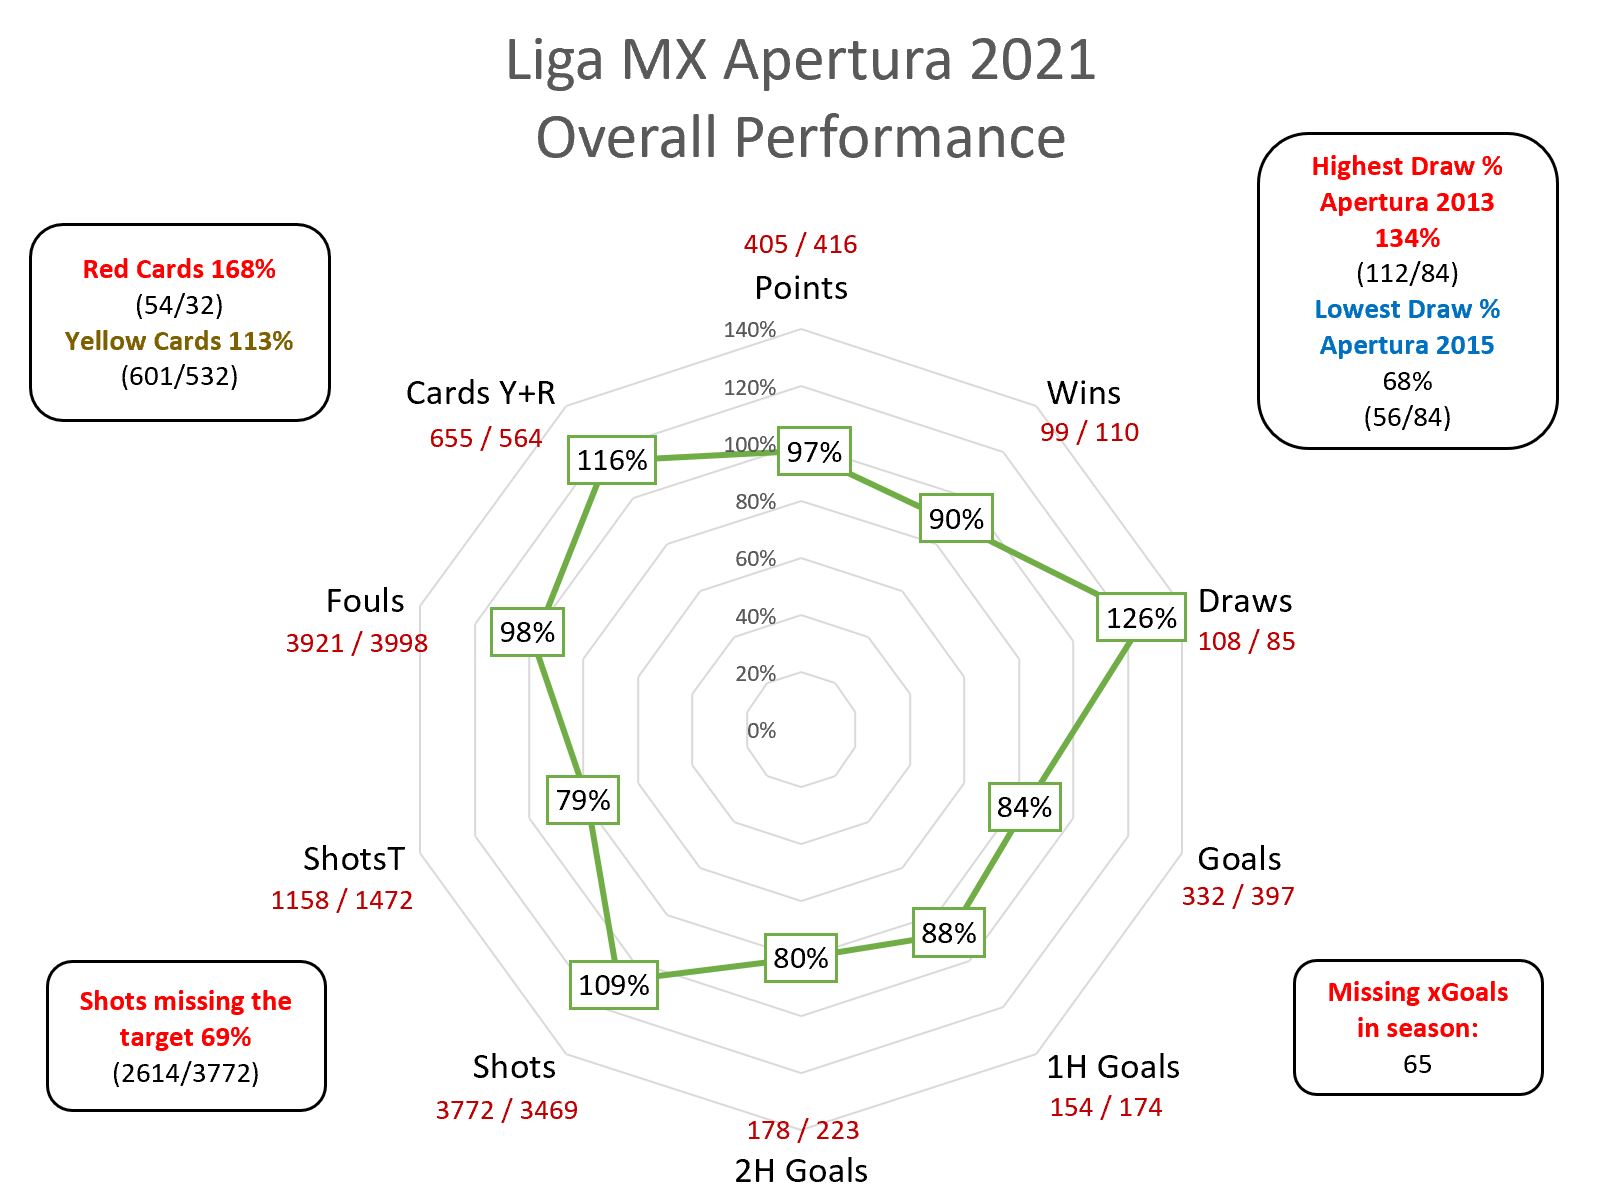 Liga MX Apertura 2021
Overall Performance
Highest Draw %
Apertura 2013
134%
(112/84)
Lowest Draw %
Apertura 2015
68%
(56/84)
Red Cards 168%
(54/32)
Yellow Cards 113%
(601/532)
405 / 416
Points
140%
120%
100%
80%
60%
40%
20%
0%
Wins
99 / 110
Draws
108 / 85
Goals
332 / 397
1H Goals
154 / 174
178 / 223
2H Goals
Shots
3772 / 3469
ShotsT
1158 / 1472
Fouls
3921 / 3998
Cards Y+R
655 / 564
97%
90%
126%
84%
88%
80%
109%
79%
98%
116%
Shots missing the
target 69%
(2614/3772)
Missing xGoals
in season:
65